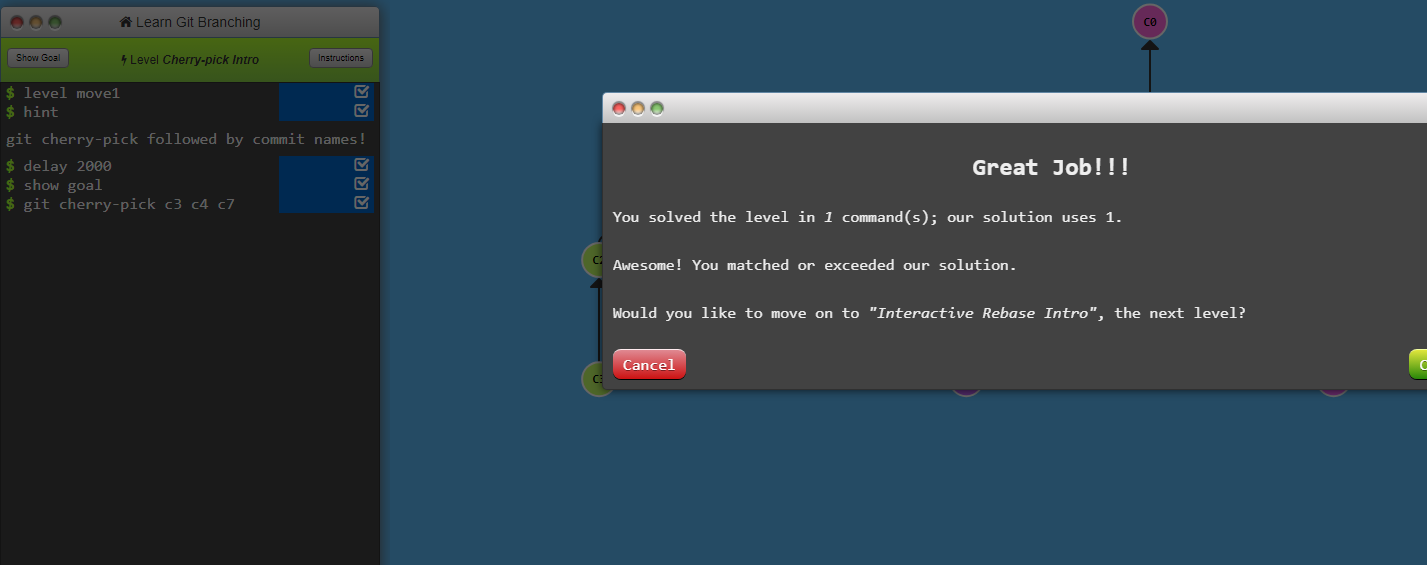 Learn Git Branching
Show Goal
Level Cherry-pick Intro
Instructions
$ level move1
$ hint
git cherry-pick followed by commit names!
$ delay 2000
$ show goal
$ git cherry-pick c3 c4 c7
C0
Great Job!!!
You solved the level in 1 command(s); our solution uses 1.
Awesome! You matched or exceeded our solution.
Would you like to move on to "Interactive Rebase Intro", the next level?
Cancel